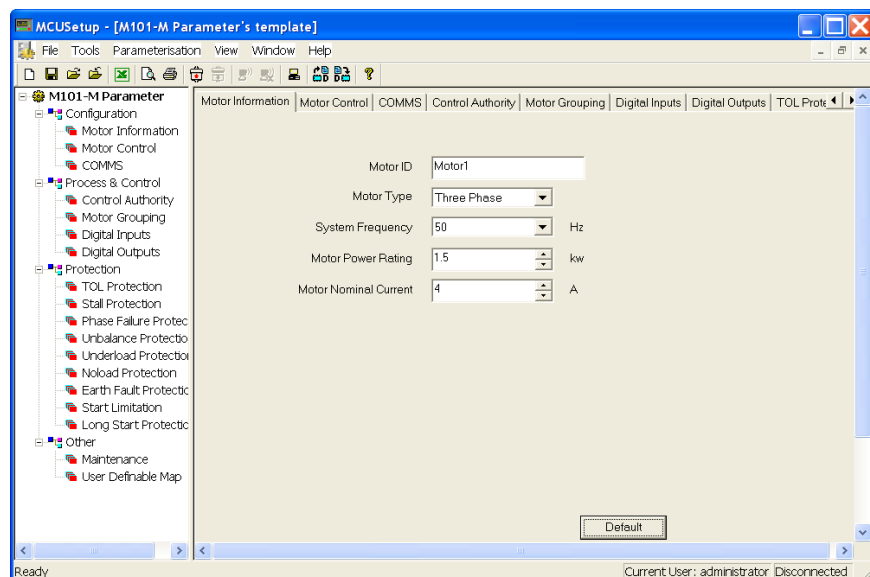 MCUSetup - [M101-M Parameter's template]
File Tools Parameterisation View Window Help
M101-M Parameter
Configuration
Motor Information
Motor Control
COMMS
Process & Control
Control Authority
Motor Grouping
Digital Inputs
Digital Outputs
Protection
TOL Protection
Stall Protection
Phase Failure Protec
Unbalance Protectio
Underload Protection
Noload Protection
Earth Fault Protectic
Start Limitation
Long Start Protectic
Other
Maintenance
User Definable Map
Motor Information Motor Control COMMS Control Authority Motor Grouping Digital Inputs Digital Outputs TOL Prote
Motor ID Motor1
Motor Type Three Phase
System Frequency 50 Hz
Motor Power Rating 1.5 kw
Motor Nominal Current 4 A
Default
Ready Current User: administrator Disconnected